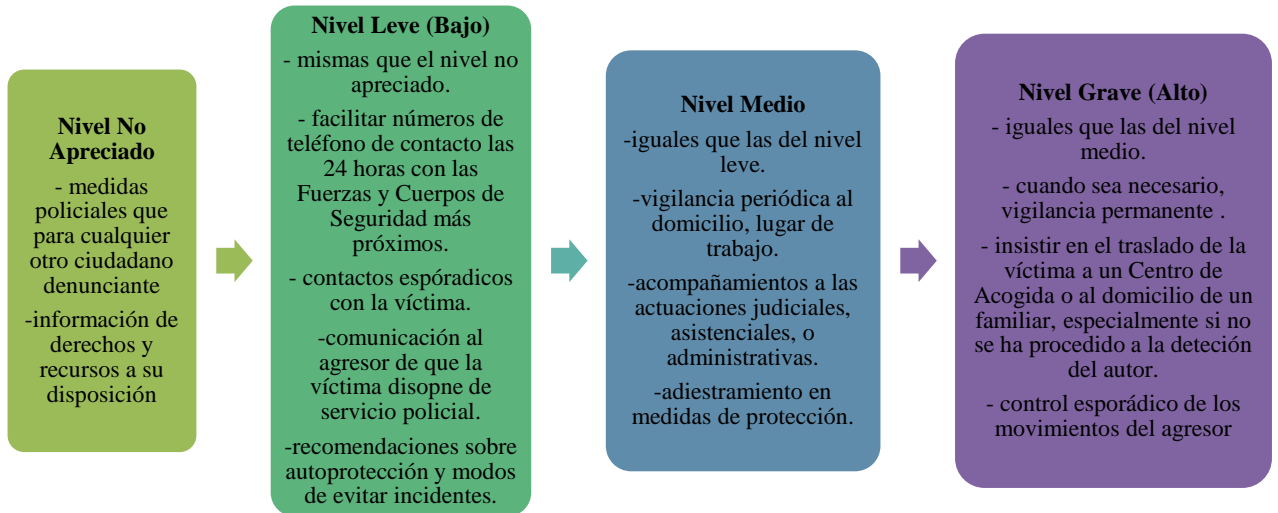 Nivel No
Apreciado
- medidas
policiales que
para cualquier
otro ciudadano
denunciante
-información de
derechos y
recursos a su
disposición
Nivel Leve (Bajo)
- mismas que el nivel no
apreciado.
- facilitar números de
teléfono de contacto las
24 horas con las
Fuerzas y Cuerpos de
Seguridad más
próximos.
- contactos espóradicos
con la víctima.
-comunicación al
agresor de que la
víctima disopne de
servicio policial.
-recomendaciones sobre
autoprotección y modos
de evitar incidentes.
Nivel Medio
-iguales que las del nivel
leve.
-vigilancia periódica al
domicilio, lugar de
trabajo.
-acompañamientos a las
actuaciones judiciales,
asistenciales, o
administrativas.
-adiestramiento en
medidas de protección.
Nivel Grave (Alto)
- iguales que las del nivel
medio.
- cuando sea necesario,
vigilancia permanente .
- insistir en el traslado de la
víctima a un Centro de
Acogida o al domicilio de un
familiar, especialmente si no
se ha procedido a la deteción
del autor.
- control esporádico de los
movimientos del agresor